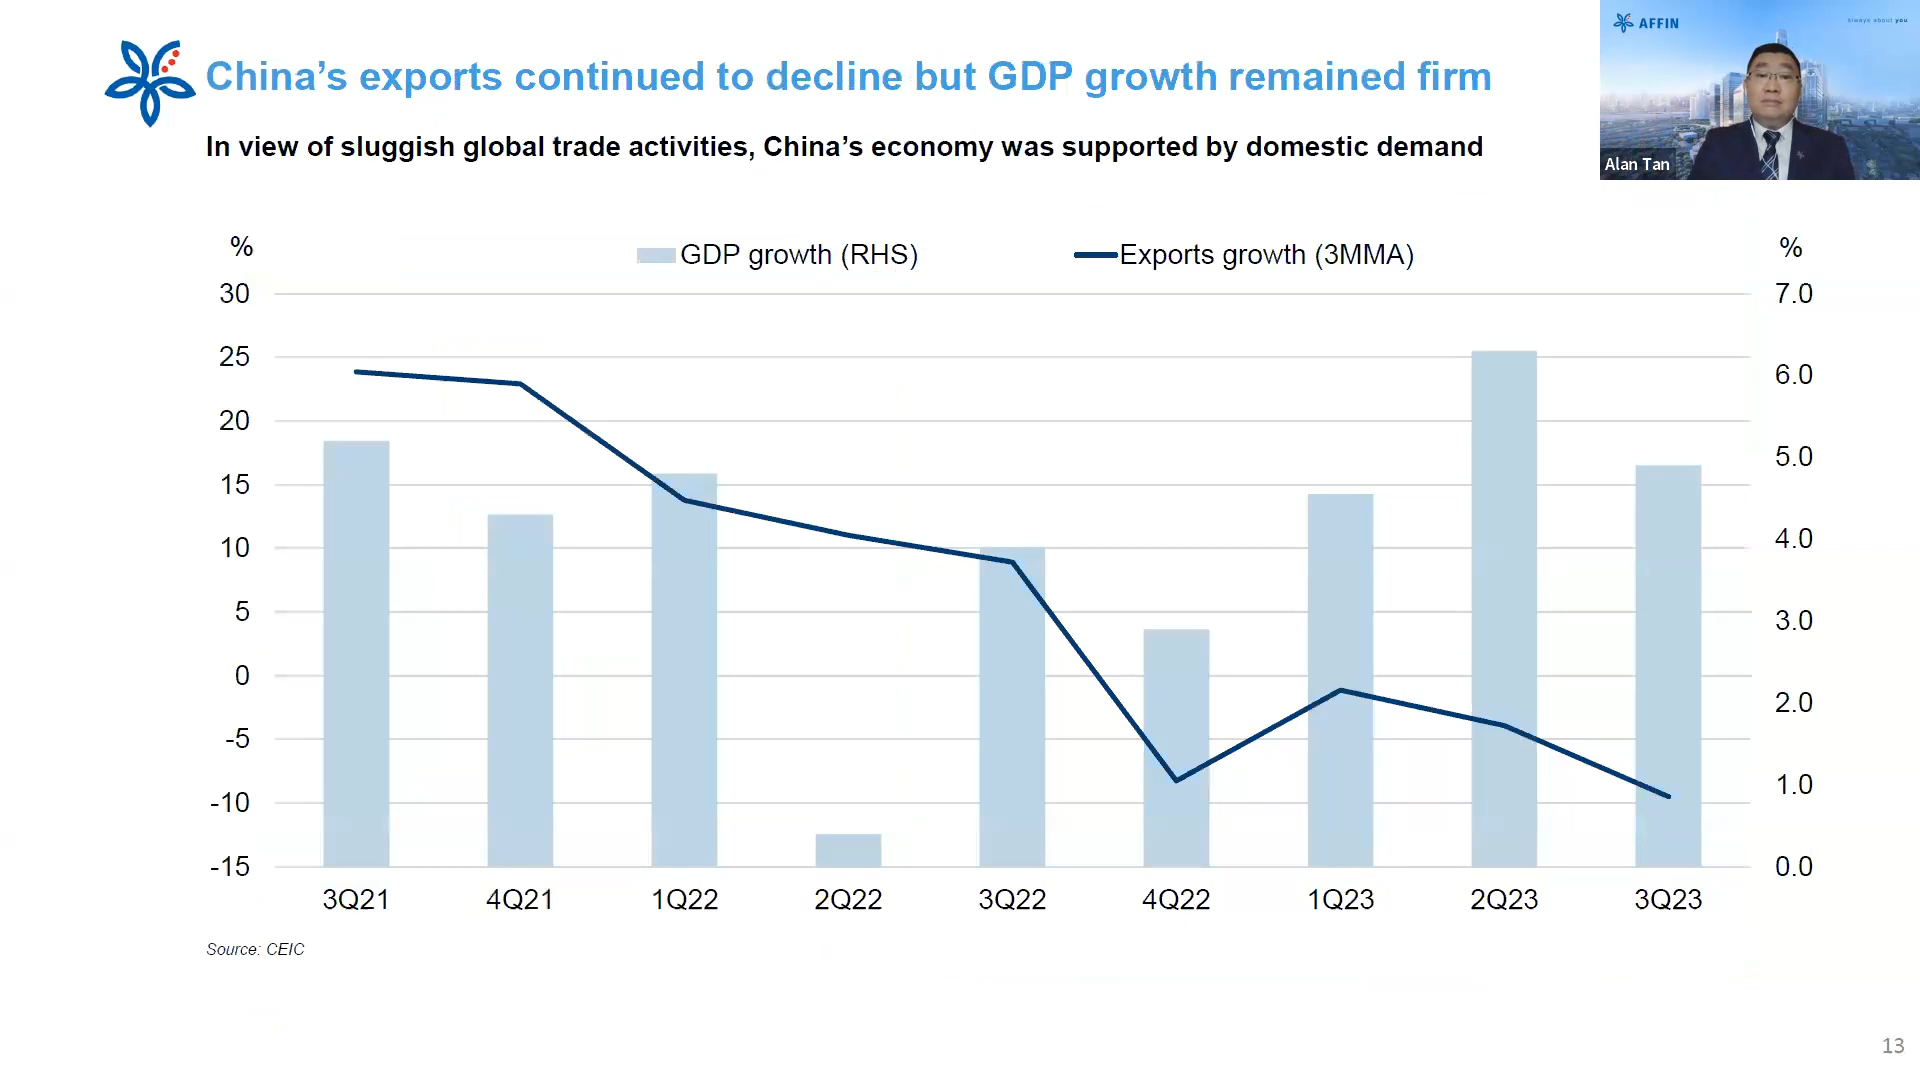 AFFIN
always about you
China’s exports continued to decline but GDP growth remained firm
In view of sluggish global trade activities, China’s economy was supported by domestic demand
Alan Tan
% GDP growth (RHS) Exports growth (3MMA) %
30 7.0
25 6.0
20 5.0
15 4.0
10 3.0
5 2.0
0 1.0
-5 0.0
-10
-15
3Q21 4Q21 1Q22 2Q22 3Q22 4Q22 1Q23 2Q23 3Q23
Source: CEIC
13